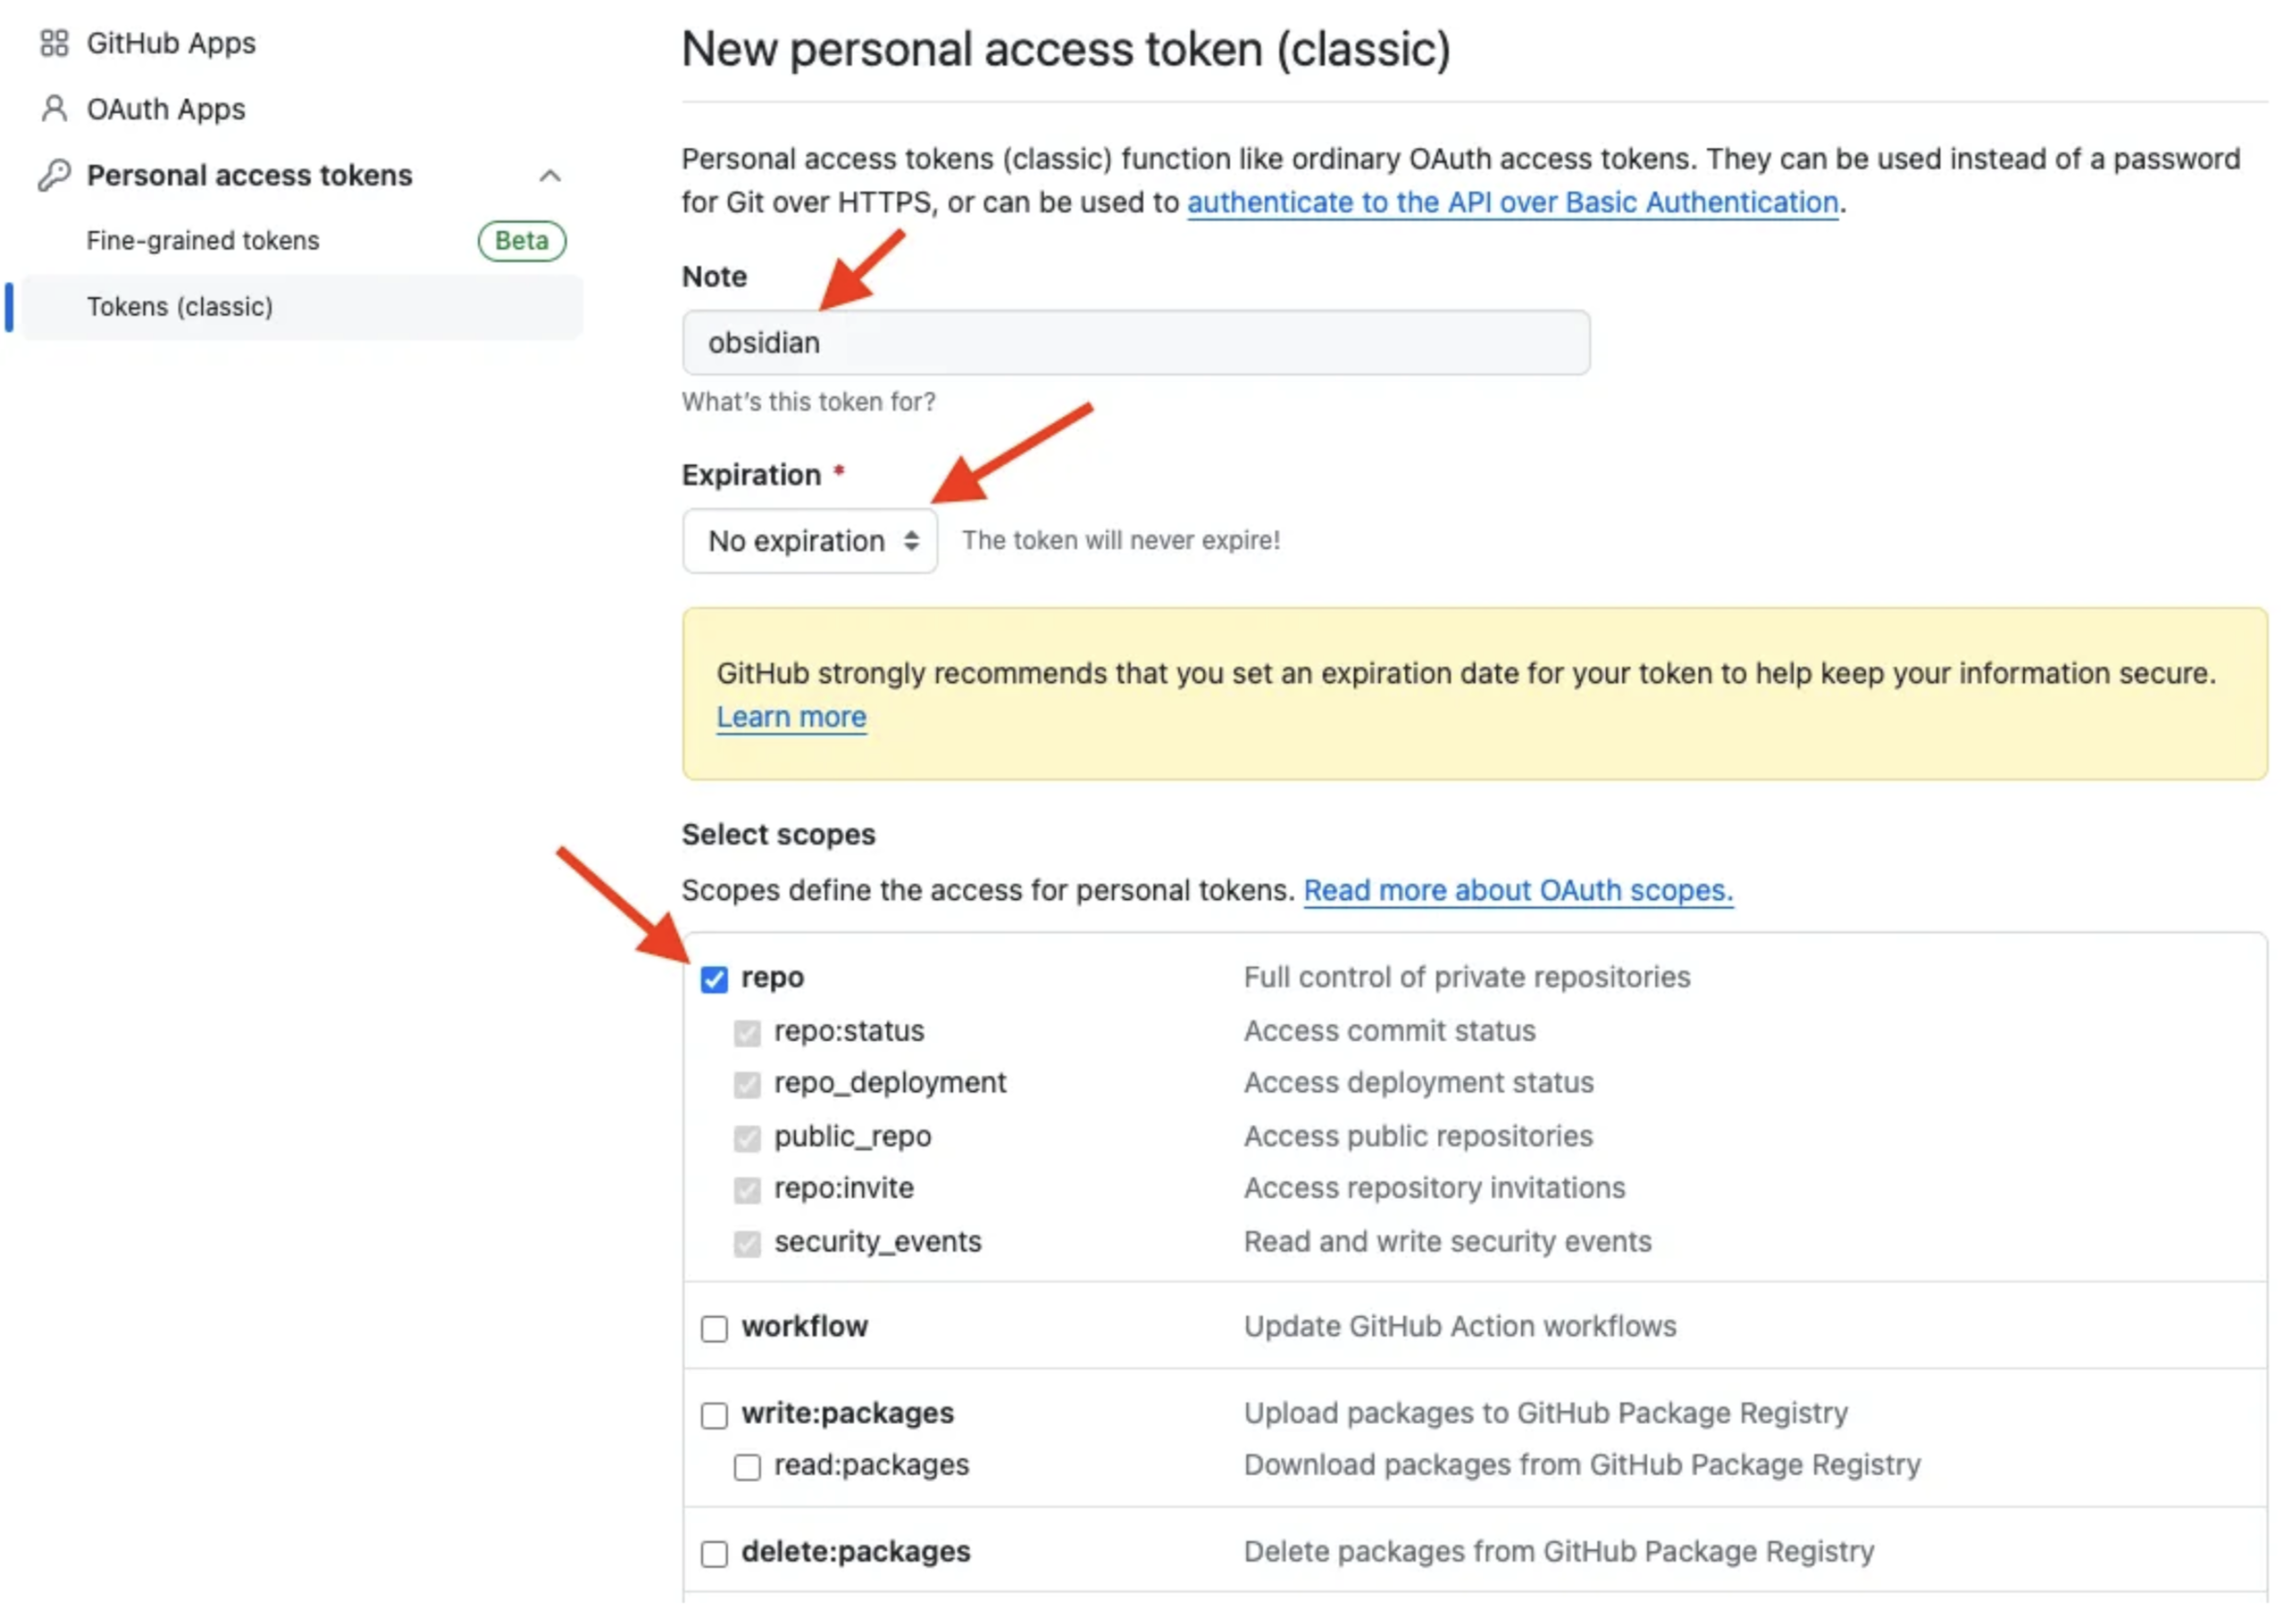 GitHub Apps
OAuth Apps
Personal access tokens
Fine-grained tokens
Beta
Tokens (classic)
New personal access token (classic)
Personal access tokens (classic) function like ordinary OAuth access tokens. They can be used instead of a password
for Git over HTTPS, or can be used to authenticate to the API over Basic Authentication.
Note
obsidian
What's this token for?
Expiration *
No expiration The token will never expire!
GitHub strongly recommends that you set an expiration date for your token to help keep your information secure.
Learn more
Select scopes
Scopes define the access for personal tokens. Read more about OAuth scopes.
repo Full control of private repositories
repo:status Access commit status
repo_deployment Access deployment status
public_repo Access public repositories
repo:invite Access repository invitations
security_events Read and write security events
workflow Update GitHub Action workflows
write:packages Upload packages to GitHub Package Registry
read:packages Download packages from GitHub Package Registry
delete:packages Delete packages from GitHub Package Registry